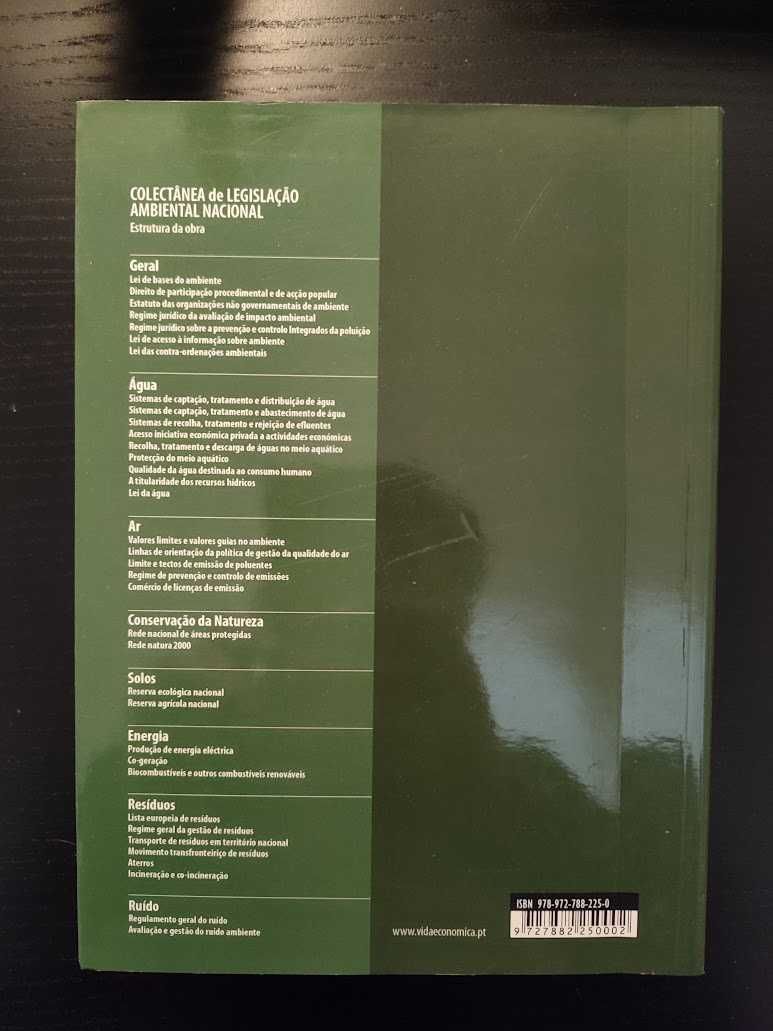 COLECTÂNEA de LEGISLAÇÃO
AMBIENTAL NACIONAL
Estrutura da obra
Geral
Lei de bases do ambiente
Direito de participação procedimental e de acção popular
Estatuto das organizações não governamentais de ambiente
Regime jurídico da avaliação de impacto ambiental
Regime jurídico sobre a prevenção e controlo Integrados da poluição
Lei de acesso à informação sobre ambiente
Lei das contra-ordenações ambientais
Água
Sistemas de captação, tratamento e distribuição de água
Sistemas de captação, tratamento e abastecimento de água
Sistemas de recolha, tratamento e rejeição de efluentes
Acesso iniciativa económica privada a actividades económicas
Recolha, tratamento e descarga de águas no meio aquático
Protecção do meio aquático
Qualidade da água destinada ao consumo humano
A titularidade dos recursos hídricos
Lei da água
Ar
Valores limites e valores guias no ambiente
Linhas de orientação da política de gestão da qualidade do ar
Limite e tectos de emissão de poluentes
Regime de prevenção e controlo de emissões
Comércio de licenças de emissão
Conservação da Natureza
Rede nacional de áreas protegidas
Rede natura 2000
Solos
Reserva ecológica nacional
Reserva agrícola nacional
Energia
Produção de energia eléctrica
Co-geração
Biocombustíveis e outros combustíveis renováveis
Resíduos
Lista europeia de resíduos
Regime geral da gestão de resíduos
Transporte de resíduos em território nacional
Movimento transfronteiriço de resíduos
Aterros
Incineração e co-incineração
Ruído
Regulamento geral do ruído
Avaliação e gestão do ruído ambiente
www.vidaeconomica.pt
ISBN 978-972-788-225-0
9 727882 250002